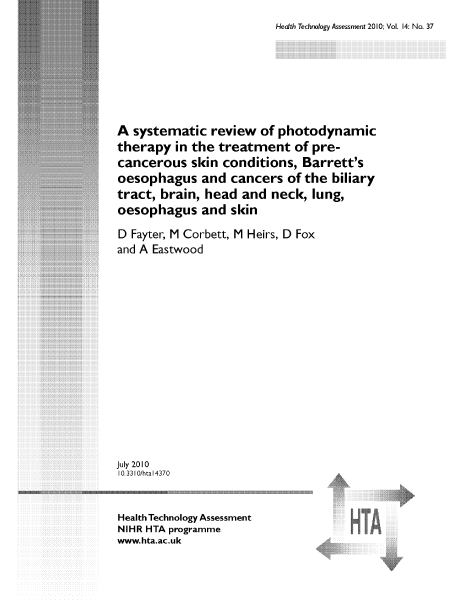 Health Technology Assessment 2010; Vol. 14: No. 37
A systematic review of photodynamic
therapy in the treatment of pre-
cancerous skin conditions, Barrett's
oesophagus and cancers of the biliary
tract, brain, head and neck, lung,
oesophagus and skin
D Fayter, M Corbett, M Heirs, D Fox
and A Eastwood
July 2010
10.3310/hta14370
Health Technology Assessment
NIHR HTA programme
www.hta.ac.uk
HTA